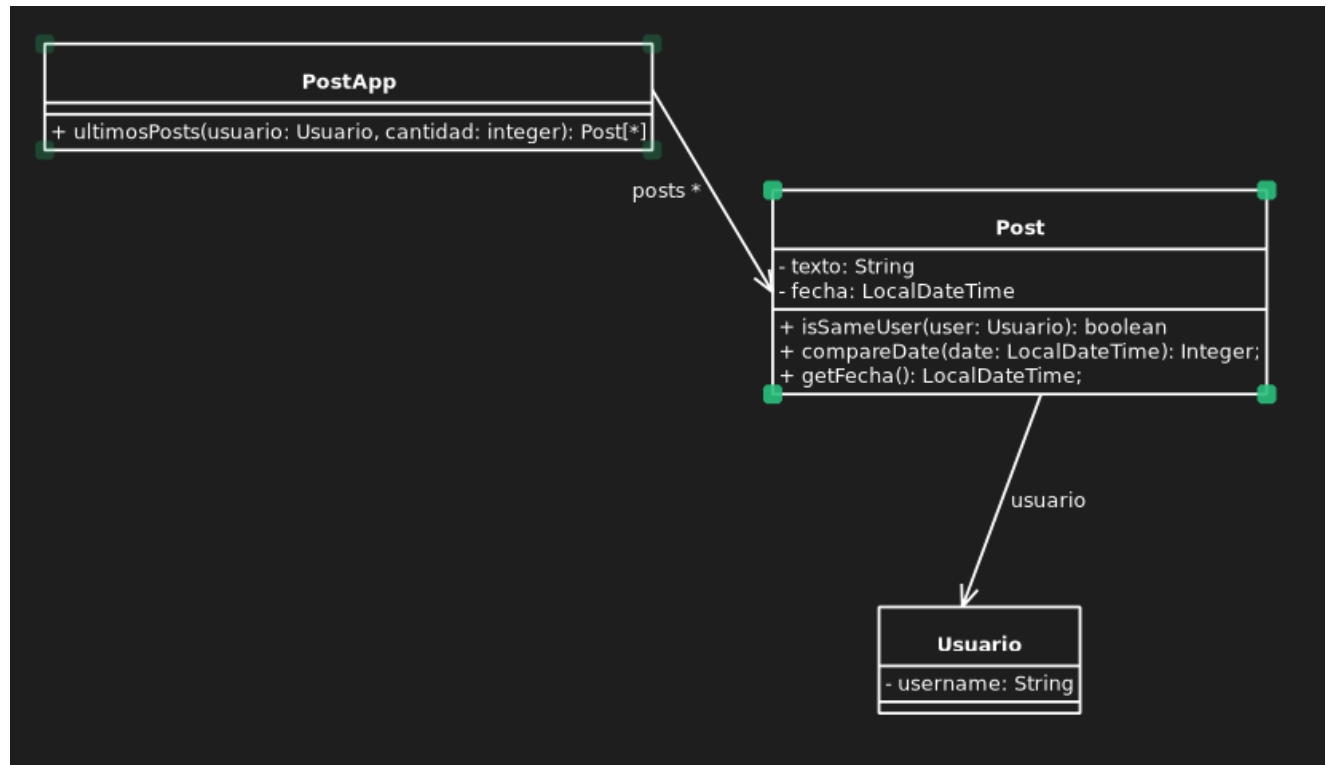 PostApp
+ ultimosPosts(usuario: Usuario, cantidad: integer): Post[*]
posts *
Post
- texto: String
- fecha: LocalDateTime
+ isSameUser(user: Usuario): boolean
+ compareDate(date: LocalDateTime): Integer;
+ getFecha(): LocalDateTime;
usuario
Usuario
- username: String